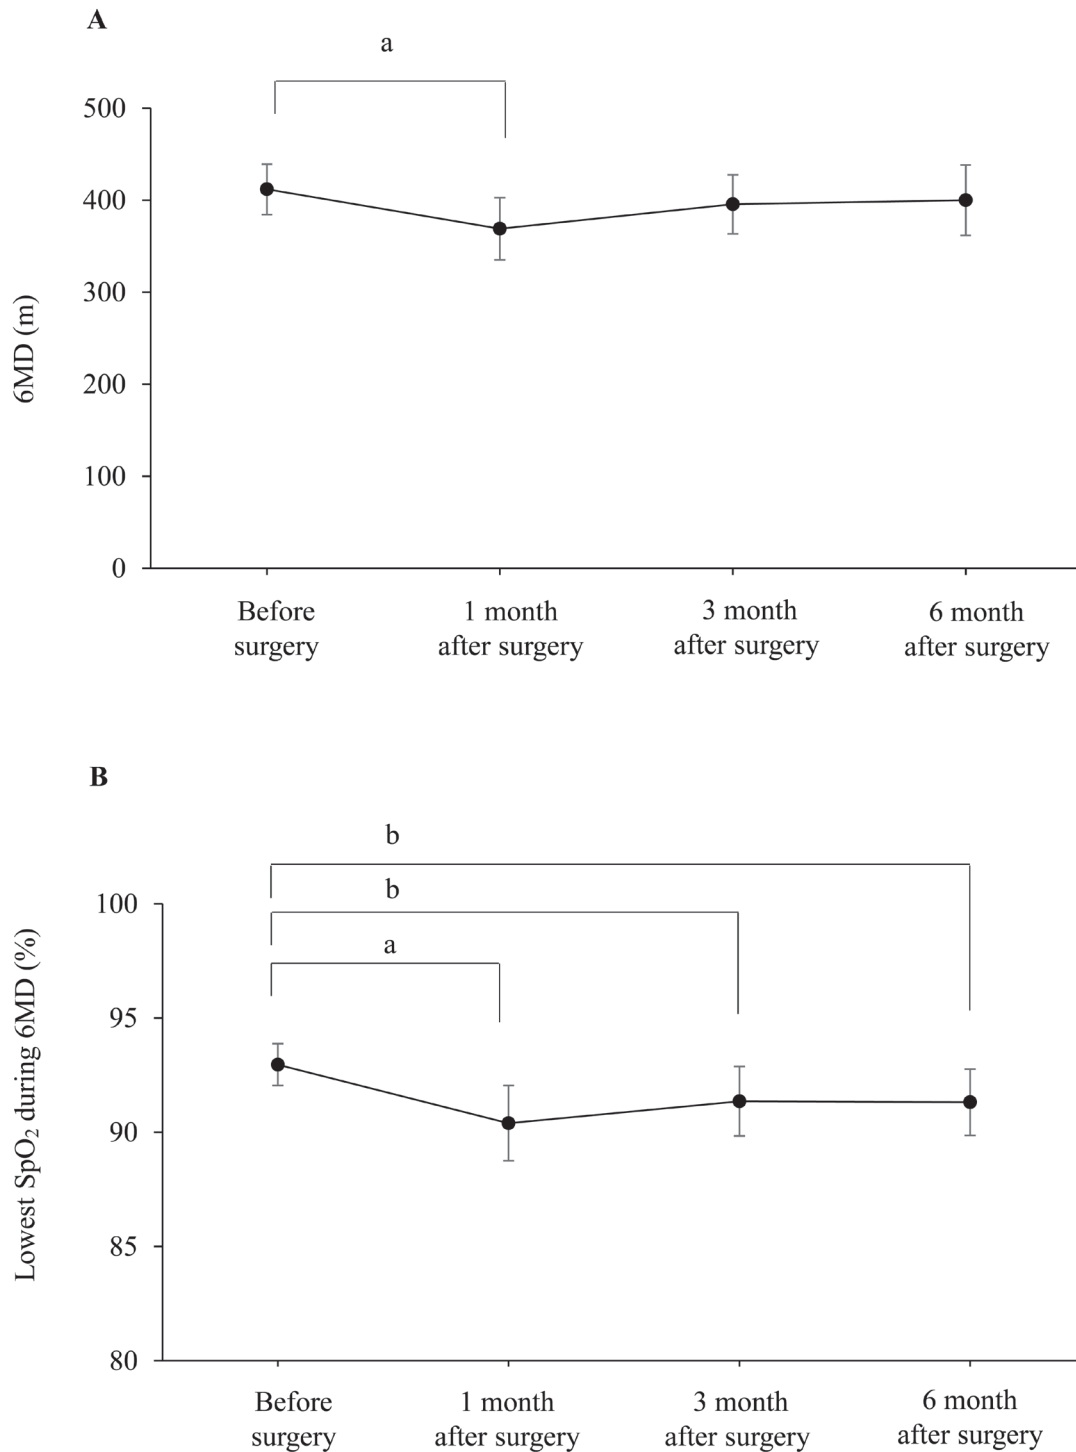 A
a
500
400
300
200
100
0
6MD (m)
Before
surgery
1 month
after surgery
3 month
after surgery
6 month
after surgery
B
b
b
a
100
95
90
85
80
Lowest SpO₂ during 6MD (%)
Before
surgery
1 month
after surgery
3 month
after surgery
6 month
after surgery